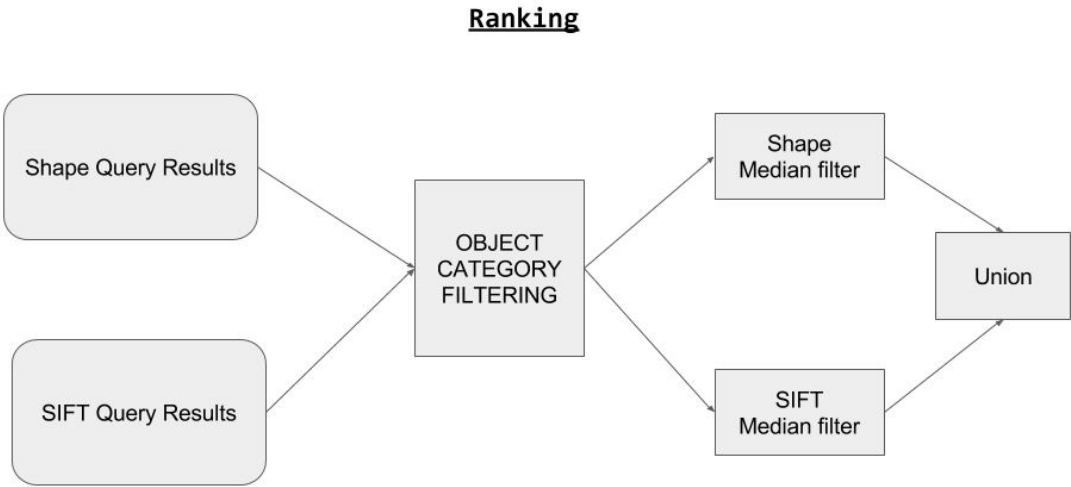 Ranking
Shape Query Results
SIFT Query Results
OBJECT
CATEGORY
FILTERING
Shape
Median filter
SIFT
Median filter
Union